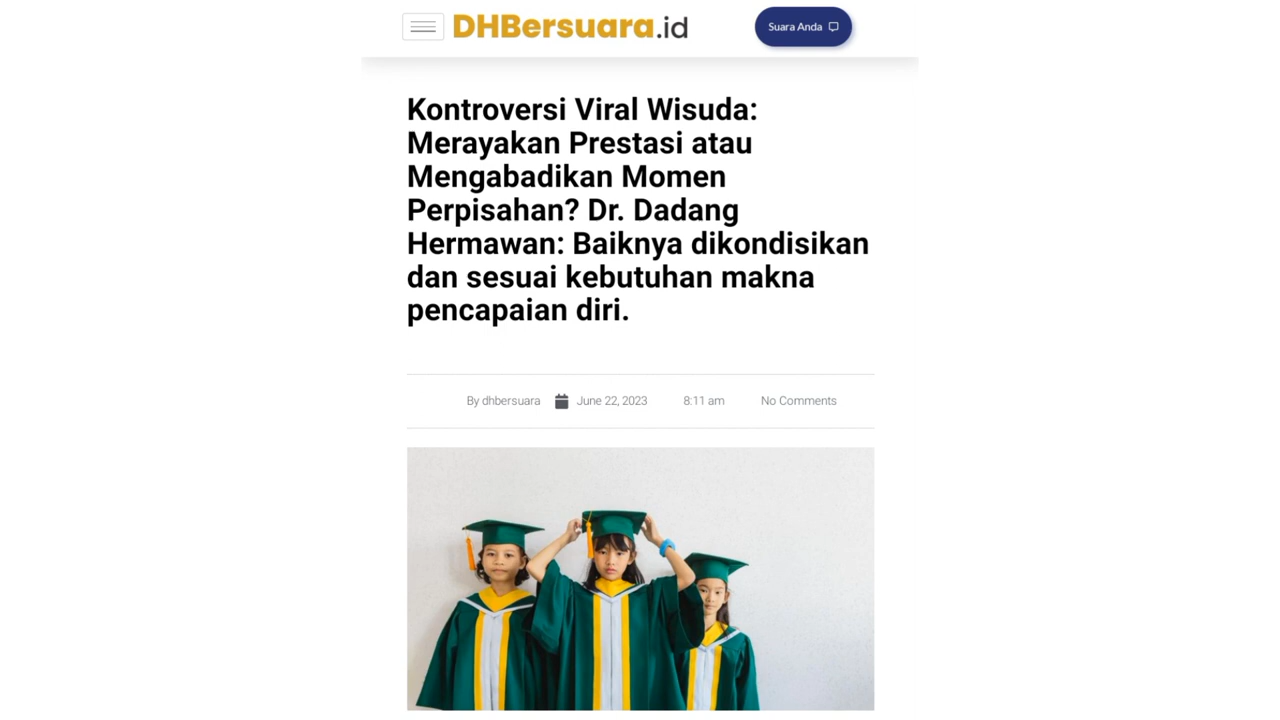 DHBersuara.id
Suara Anda
Kontroversi Viral Wisuda:
Merayakan Prestasi atau
Mengabadikan Momen
Perpisahan? Dr. Dadang
Hermawan: Baiknya dikondisikan
dan sesuai kebutuhan makna
pencapaian diri.
By dhbersuara June 22, 2023 8:11 am No Comments